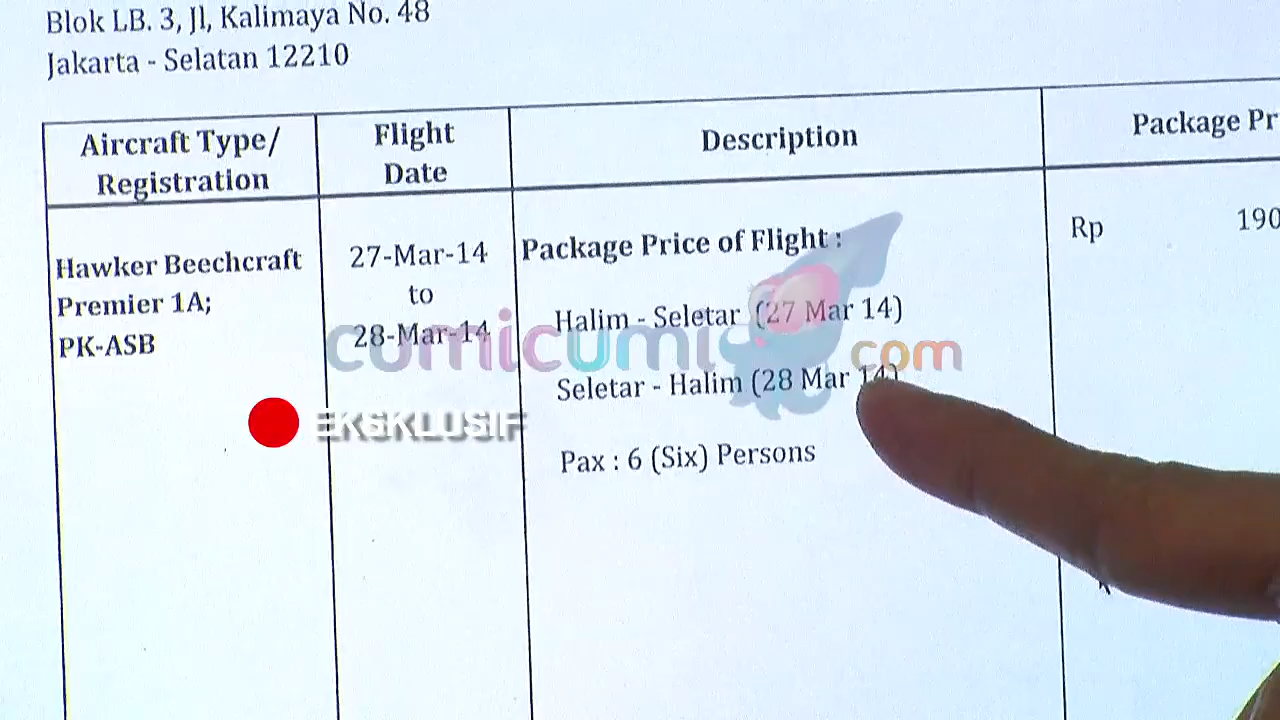 Blok LB. 3, Jl, Kalimaya No. 48
Jakarta - Selatan 12210
Aircraft Type/
Registration
Flight
Date
Description
Package Pr
Hawker Beechcraft
Premier 1A;
PK-ASB
27-Mar-14
to
28-Mar-14
Package Price of Flight :
Halim - Seletar (27 Mar 14)
Seletar - Halim (28 Mar 14)
Pax : 6 (Six) Persons
Rp 190
cumicumi.com
EKSKLUSIF